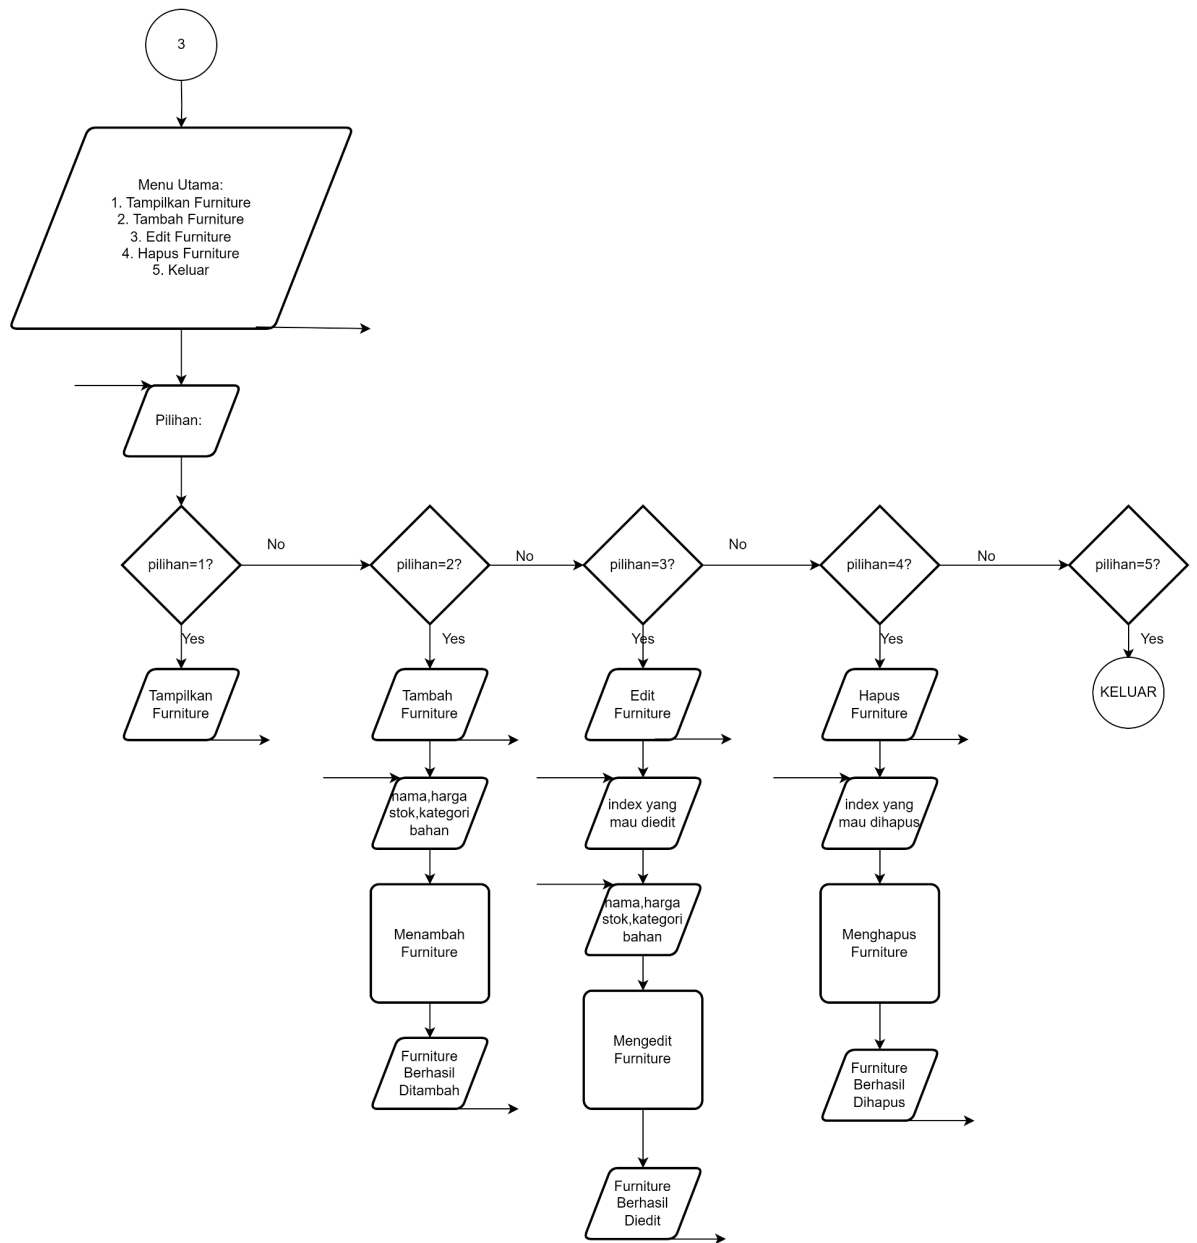 3
Menu Utama:
1. Tampilkan Furniture
2. Tambah Furniture
3. Edit Furniture
4. Hapus Furniture
5. Keluar
Pilihan:
pilihan=1?
No
pilihan=2?
No
pilihan=3?
No
pilihan=4?
No
pilihan=5?
Yes
Yes
Yes
Yes
Yes
Tampilkan
Furniture
Tambah
Furniture
Edit
Furniture
Hapus
Furniture
KELUAR
nama,harga
stok,kategori
bahan
index yang
mau diedit
index yang
mau dihapus
Menambah
Furniture
nama,harga
stok,kategori
bahan
Menghapus
Furniture
Mengedit
Furniture
Furniture
Berhasil
Ditambah
Furniture
Berhasil
Dihapus
Furniture
Berhasil
Diedit